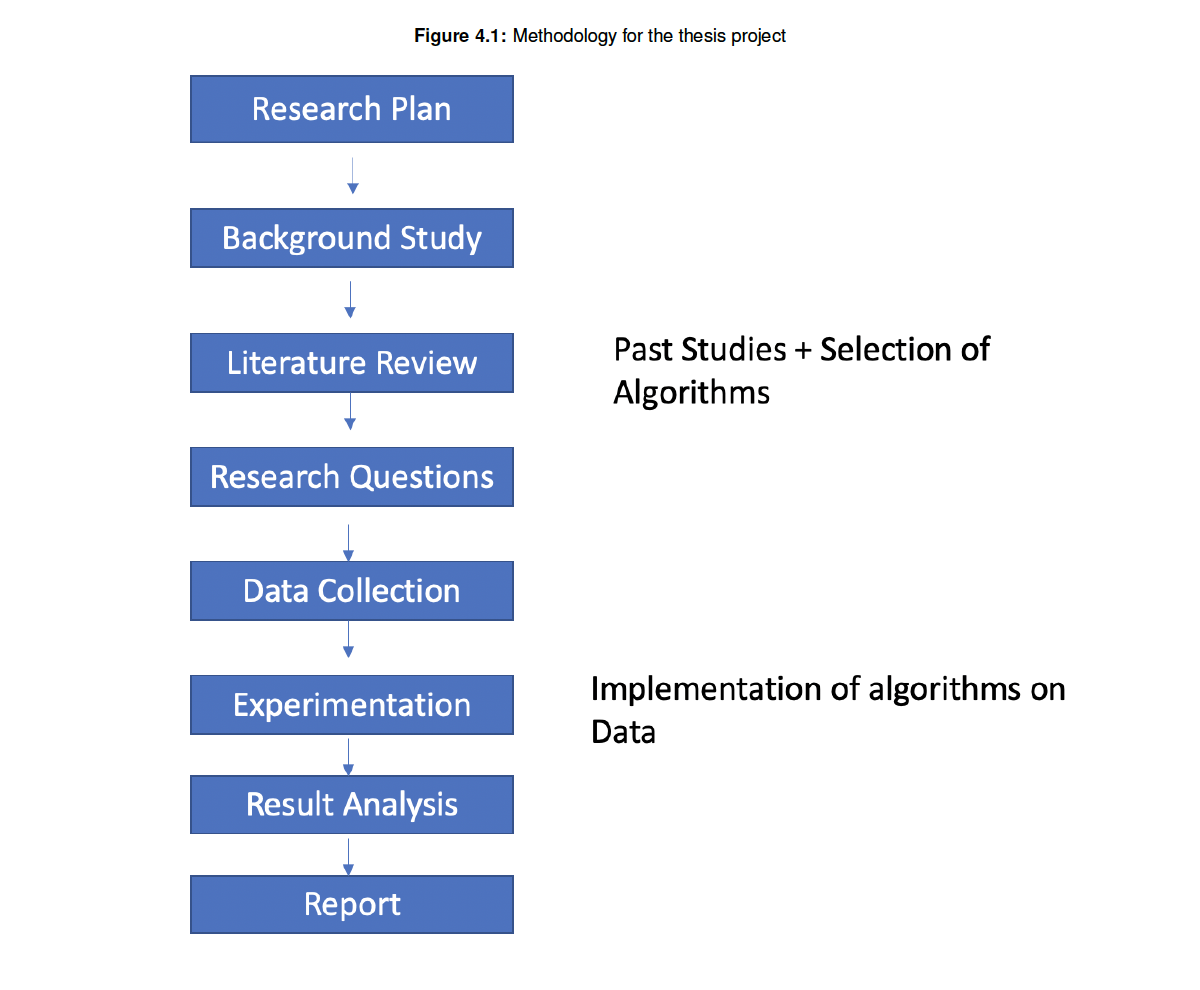 Figure 4.1: Methodology for the thesis project
Research Plan
Background Study
Literature Review
Past Studies + Selection of
Algorithms
Research Questions
Data Collection
Experimentation
Implementation of algorithms on
Data
Result Analysis
Report